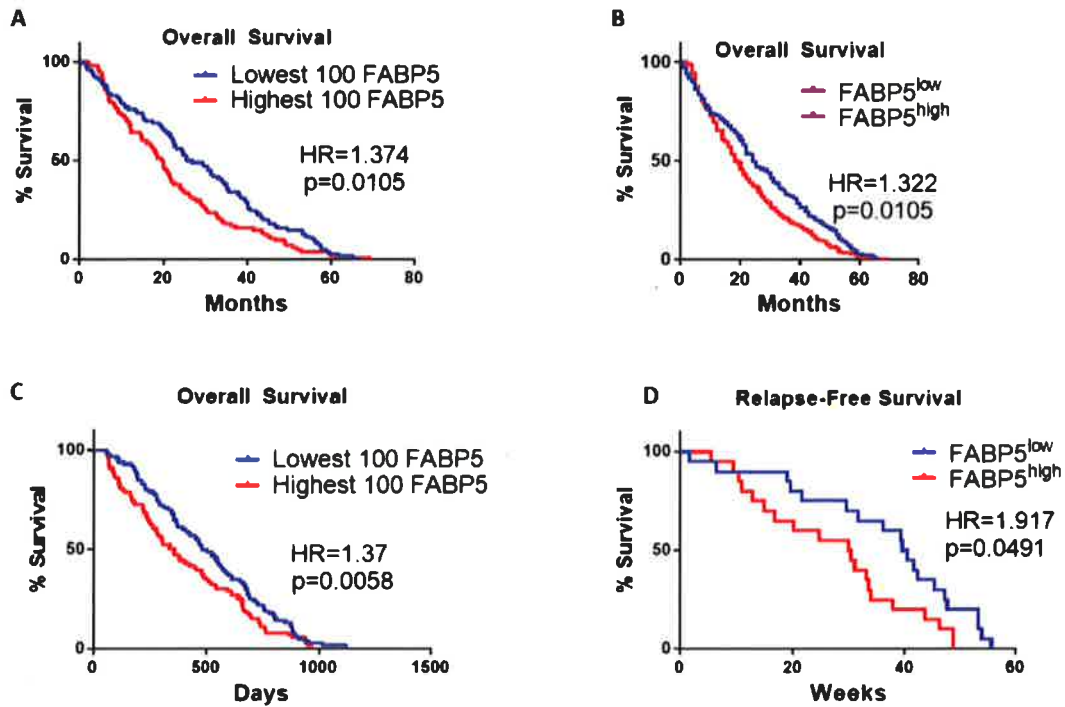 A
Overall Survival
Lowest 100 FABP5
Highest 100 FABP5
HR=1.374
p=0.0105
% Survival
100
50
0
0 20 40 60 80
Months
B
Overall Survival
FABP5low
FABP5high
HR=1.322
p=0.0105
% Survival
100
50
0
0 20 40 60 80
Months
C
Overall Survival
Lowest 100 FABP5
Highest 100 FABP5
HR=1.37
p=0.0058
% Survival
100
50
0
0 500 1000 1500
Days
D
Relapse-Free Survival
FABP5low
FABP5high
HR=1.917
p=0.0491
% Survival
100
50
0
0 20 40 60
Weeks